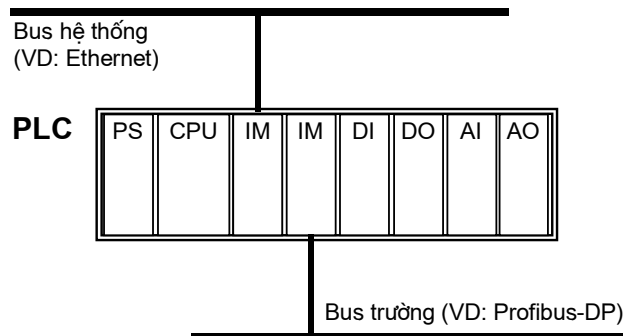 Bus hệ thống
(VD: Ethernet)
PLC
PS CPU IM IM DI DO AI AO
Bus trường (VD: Profibus-DP)